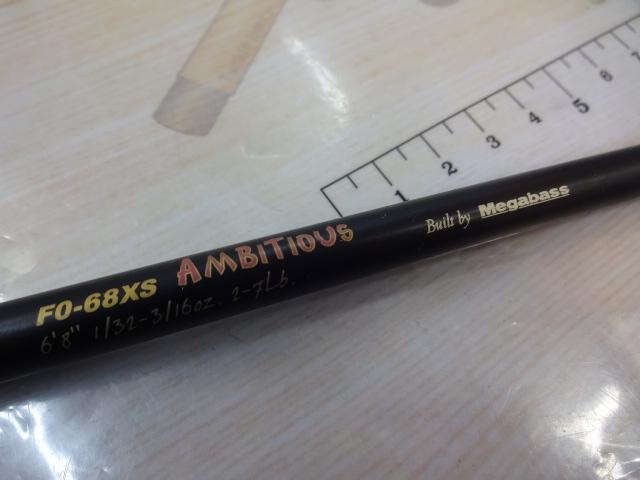 1 2 3 4 5 6 7
FO-68XS AMBITIOUS Built by Megabass
6'8" 1/32-3/16oz. 2-7Lb.